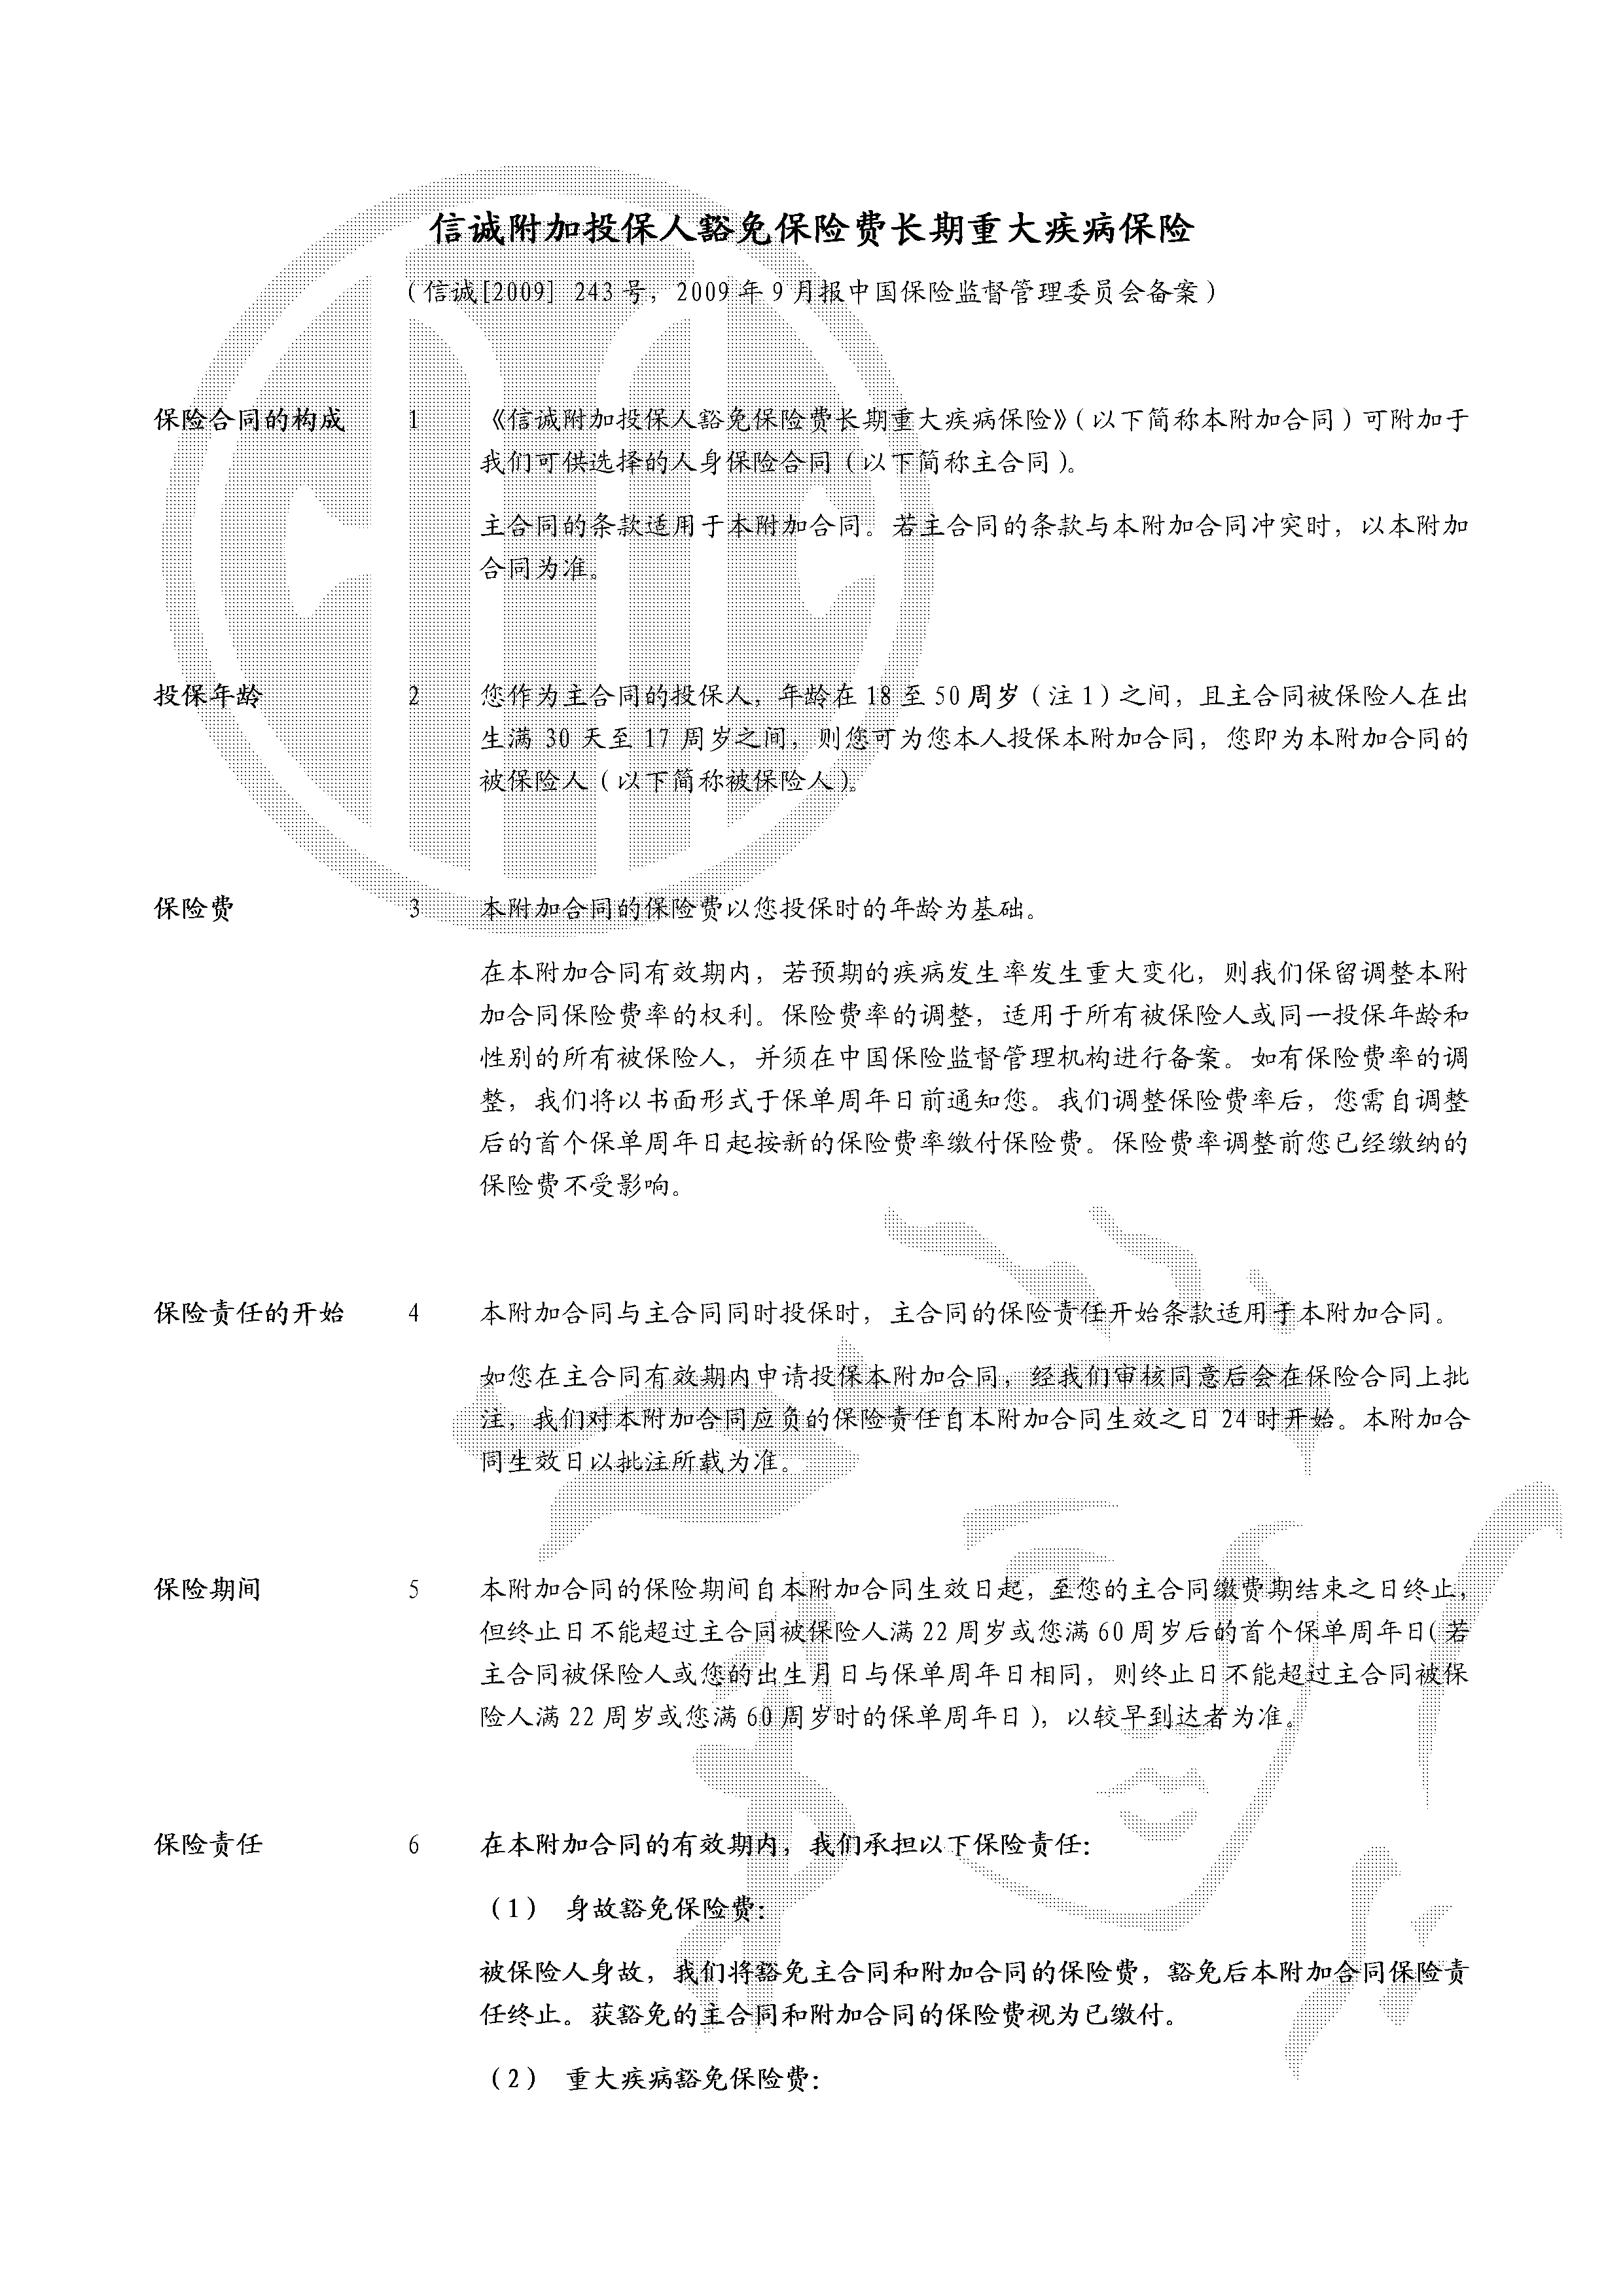 信诚附加投保人豁免保险费长期重大疾病保险
（信诚[2009] 243 号，2009 年 9 月报中国保险监督管理委员会备案）
保险合同的构成 1 《信诚附加投保人豁免保险费长期重大疾病保险》（以下简称本附加合同）可附加于
我们可供选择的人身保险合同（以下简称主合同）。
主合同的条款适用于本附加合同。若主合同的条款与本附加合同冲突时，以本附加
合同为准。
投保年龄 2 您作为主合同的投保人，年龄在 18 至 50 周岁（注 1）之间，且主合同被保险人在出
生满 30 天至 17 周岁之间，则您可为您本人投保本附加合同，您即为本附加合同的
被保险人（以下简称被保险人）。
保险费 3 本附加合同的保险费以您投保时的年龄为基础。
在本附加合同有效期内，若预期的疾病发生率发生重大变化，则我们保留调整本附
加合同保险费率的权利。保险费率的调整，适用于所有被保险人或同一投保年龄和
性别的所有被保险人，并须在中国保险监督管理机构进行备案。如有保险费率的调
整，我们将以书面形式于保单周年日前通知您。我们调整保险费率后，您需自调整
后的首个保单周年日起按新的保险费率缴付保险费。保险费率调整前您已经缴纳的
保险费不受影响。
保险责任的开始 4 本附加合同与主合同同时投保时，主合同的保险责任开始条款适用于本附加合同。
如您在主合同有效期内申请投保本附加合同，经我们审核同意后会在保险合同上批
注，我们对本附加合同应负的保险责任自本附加合同生效之日 24 时开始。本附加合
同生效日以批注所载为准。
保险期间 5 本附加合同的保险期间自本附加合同生效日起，至您的主合同缴费期结束之日终止，
但终止日不能超过主合同被保险人满 22 周岁或您满 60 周岁后的首个保单周年日（若
主合同被保险人或您的出生月日与保单周年日相同，则终止日不能超过主合同被保
险人满 22 周岁或您满 60 周岁时的保单周年日），以较早到达者为准。
保险责任 6 在本附加合同的有效期内，我们承担以下保险责任：
（1） 身故豁免保险费：
被保险人身故，我们将豁免主合同和附加合同的保险费，豁免后本附加合同保险责
任终止。获豁免的主合同和附加合同的保险费视为已缴付。
（2） 重大疾病豁免保险费：